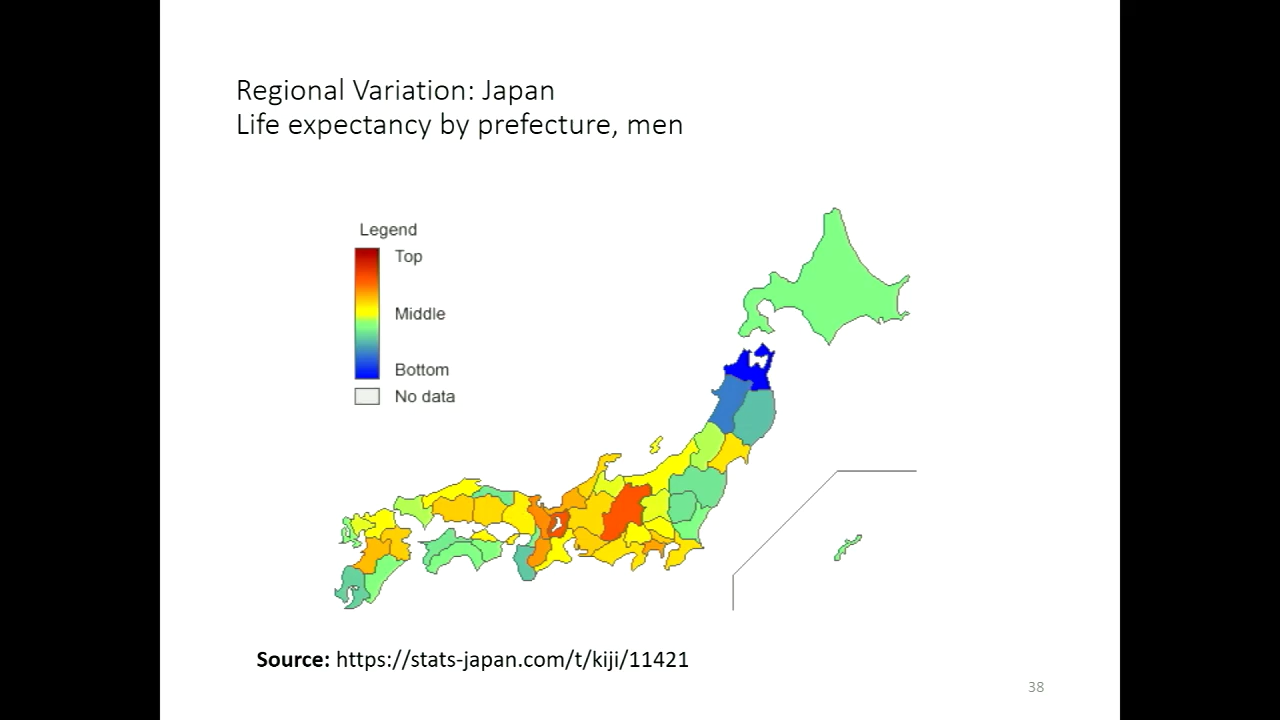 Regional Variation: Japan
Life expectancy by prefecture, men
Legend
Top
Middle
Bottom
No data
Source: https://stats-japan.com/t/kiji/11421
38